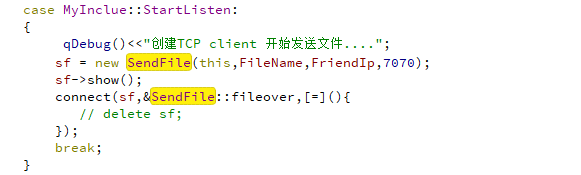 case MyInclue::StartListen:
{
qDebug()<<"创建TCP client 开始发送文件....";
sf = new SendFile(this,FileName,FriendIp,7070);
sf->show();
connect(sf,&SendFile::fileover,[=](){
// delete sf;
});
break;
}